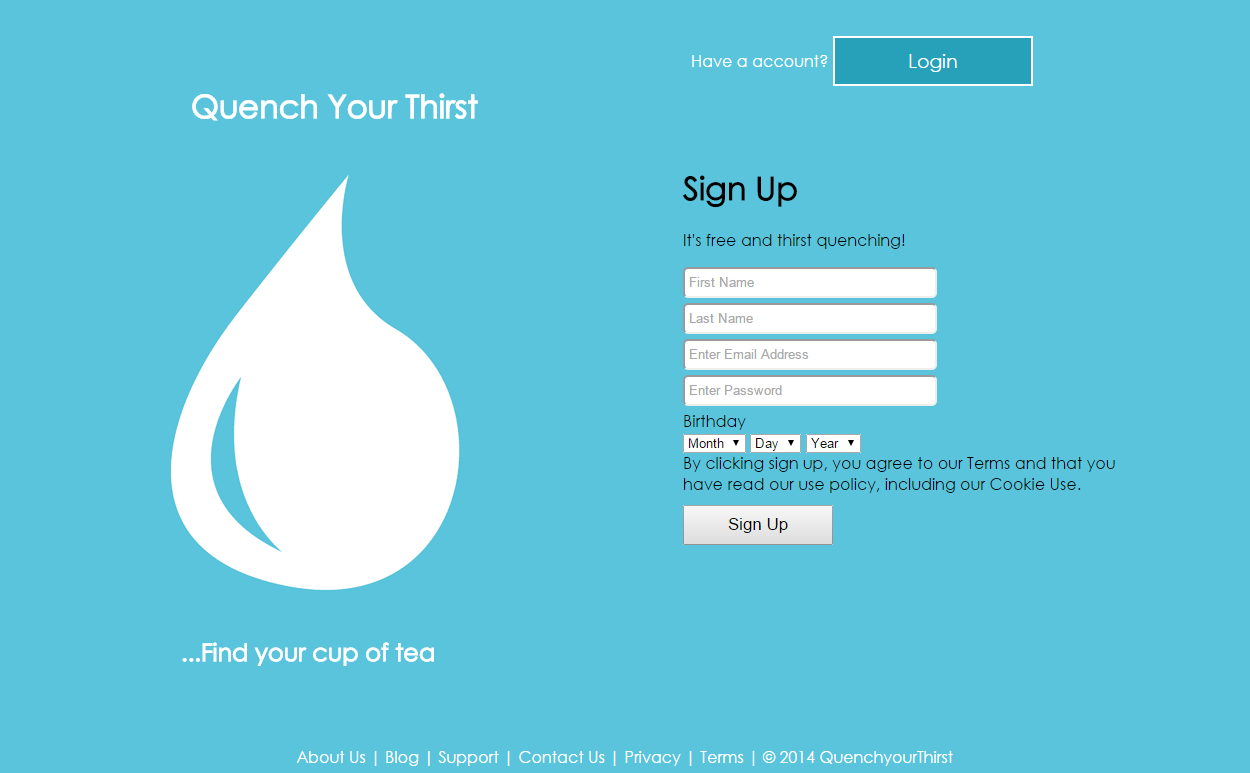 Have a account? Login
Quench Your Thirst
Sign Up
It's free and thirst quenching!
First Name
Last Name
Enter Email Address
Enter Password
Birthday
Month Day Year
By clicking sign up, you agree to our Terms and that you
have read our use policy, including our Cookie Use.
Sign Up
...Find your cup of tea
About Us | Blog | Support | Contact Us | Privacy | Terms | © 2014 QuenchyourThirst